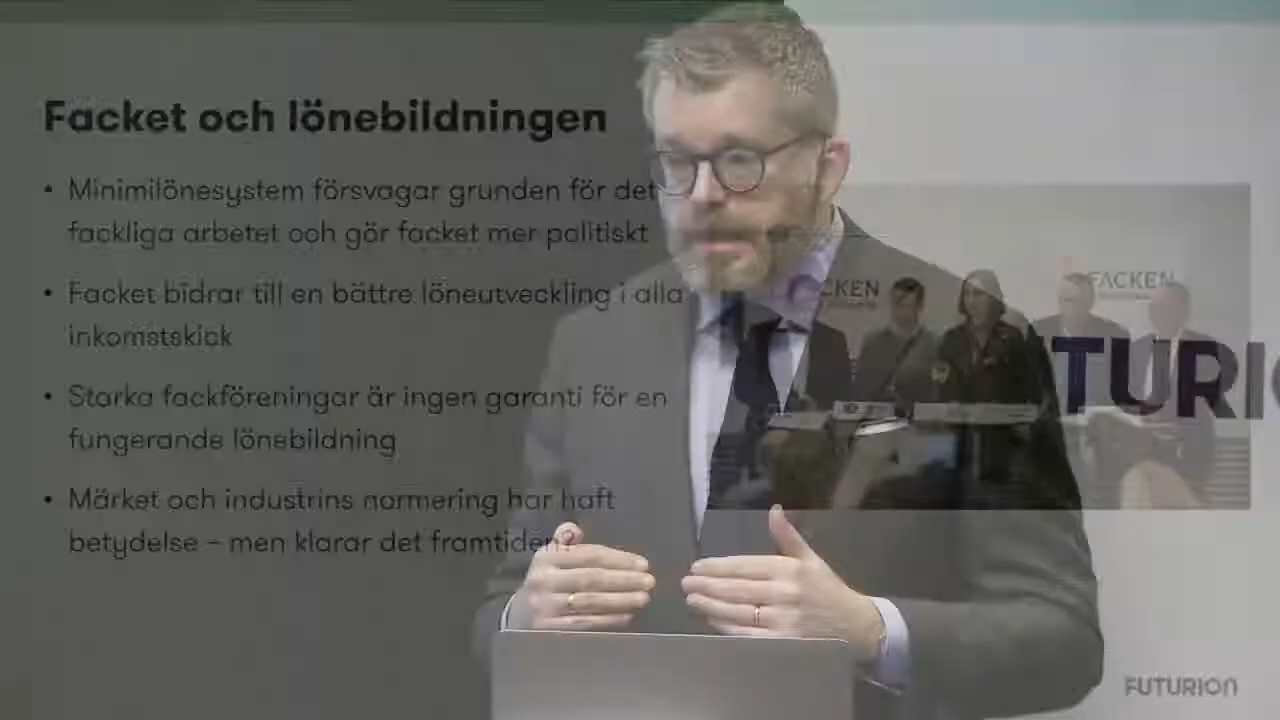 Facket och lönebildningen
• Minimilönesystem försvagar grunden för det
fackliga arbetet och gör facket mer politiskt
• Facket bidrar till en bättre löneutveckling i alla
inkomstskick
• Starka fackföreningar är ingen garanti för en
fungerande lönebildning
• Märket och industrins normering har haft
betydelse – men klarar det framtiden?
CKEN
FACKEN
TURI
FUTURION